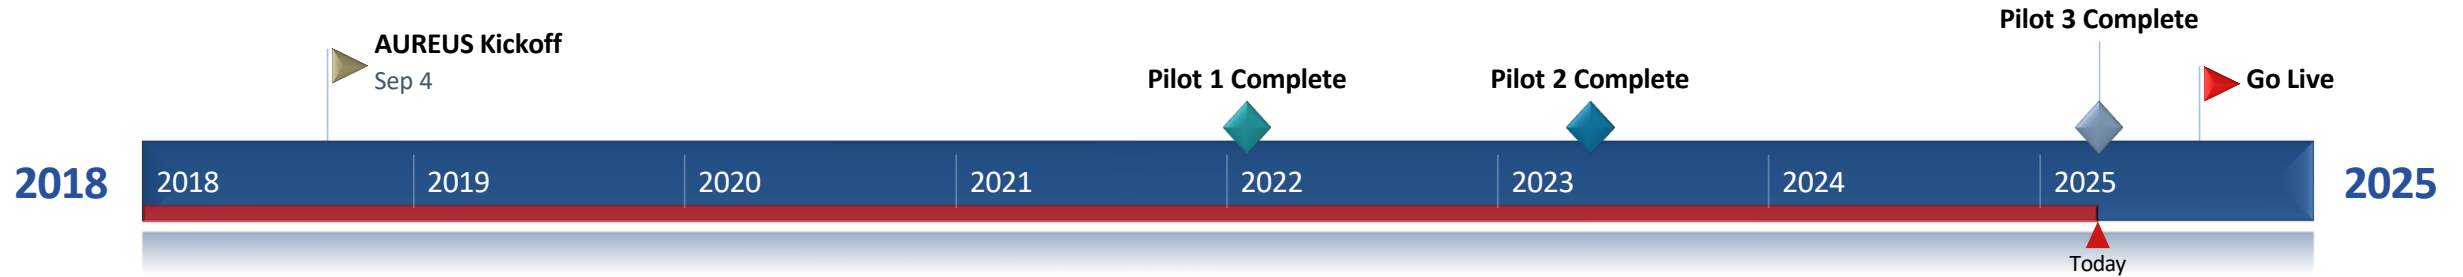 Pilot 3 Complete
AUREUS Kickoff
Sep 4
Pilot 1 Complete
Pilot 2 Complete
Go Live
2018
2018
2019
2020
2021
2022
2023
2024
2025
2025
Today